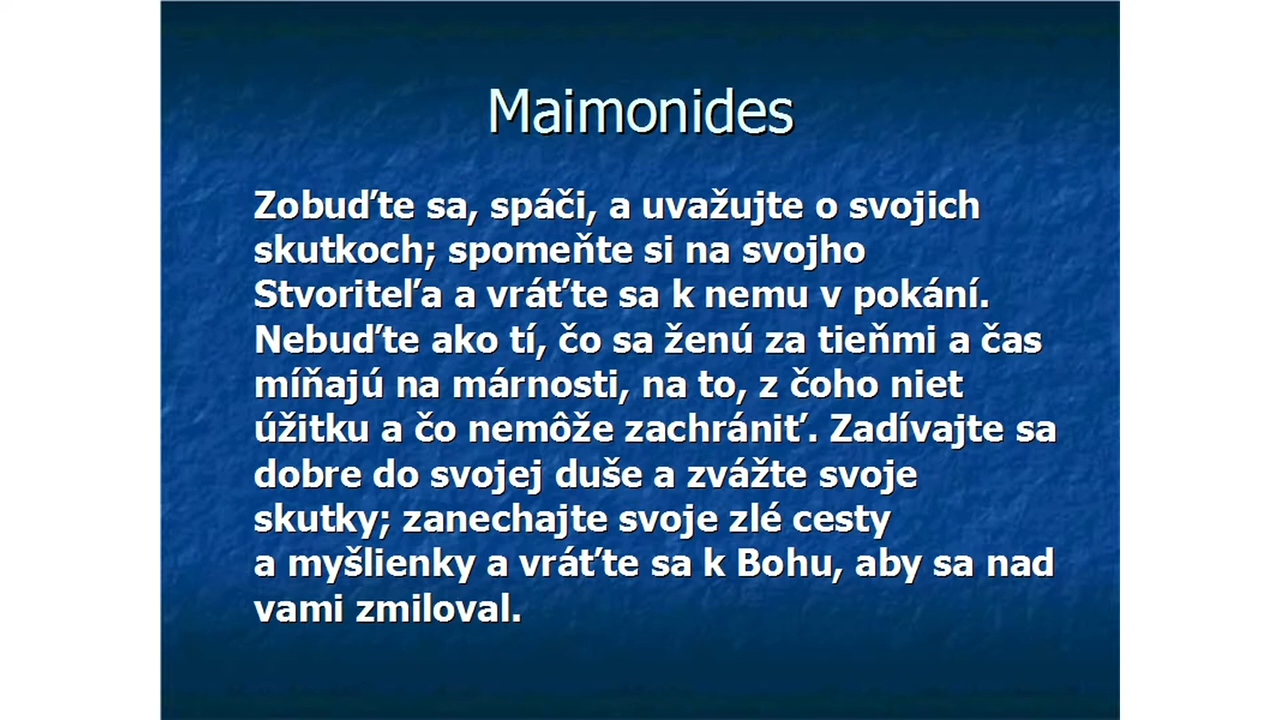 Maimonides
Zobuďte sa, spáči, a uvažujte o svojich
skutkoch; spomeňte si na svojho
Stvoriteľa a vráťte sa k nemu v pokání.
Nebuďte ako tí, čo sa ženú za tieňmi a čas
míňajú na márnosti, na to, z čoho niet
úžitku a čo nemôže zachrániť. Zadívajte sa
dobre do svojej duše a zvážte svoje
skutky; zanechajte svoje zlé cesty
a myšlienky a vráťte sa k Bohu, aby sa nad
vami zmiloval.